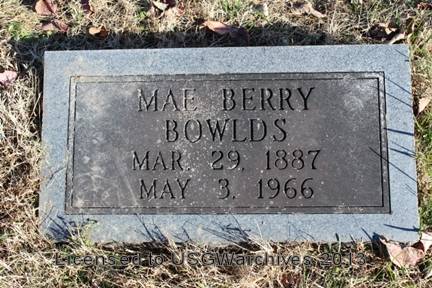 MAE BERRY
BOWLDS
MAR. 29, 1887
MAY 3, 1966
Licensed to USGWarchives 2013